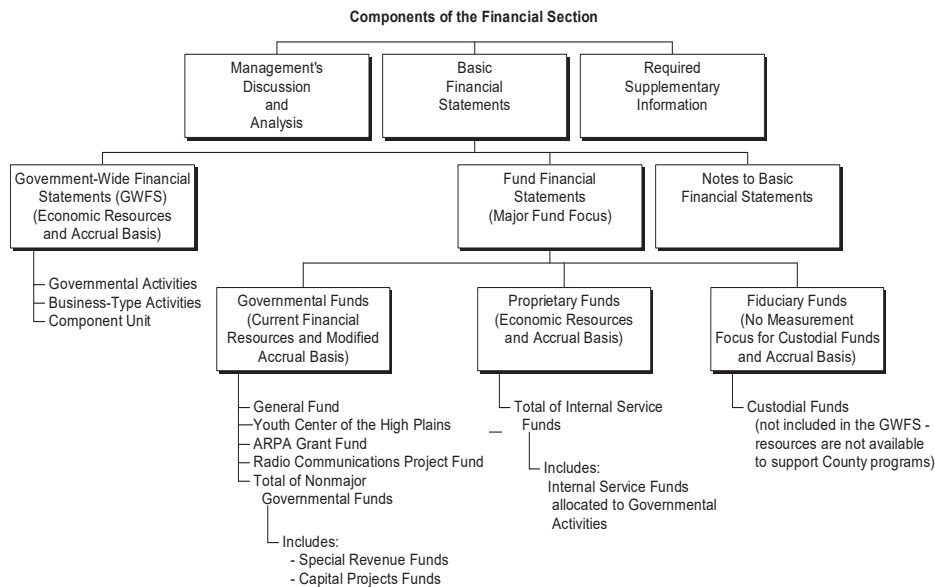 Components of the Financial Section
Management's
Discussion
and
Analysis
Basic
Financial
Statements
Required
Supplementary
Information
Government-Wide Financial
Statements (GWFS)
(Economic Resources
and Accrual Basis)
Fund Financial
Statements
(Major Fund Focus)
Notes to Basic
Financial Statements
Governmental Activities
Business-Type Activities
Component Unit
Governmental Funds
(Current Financial
Resources and Modified
Accrual Basis)
Proprietary Funds
(Economic Resources
and Accrual Basis)
Fiduciary Funds
(No Measurement
Focus for Custodial Funds
and Accrual Basis)
General Fund
Youth Center of the High Plains
ARPA Grant Fund
Radio Communications Project Fund
Total of Nonmajor
Governmental Funds
Includes:
- Special Revenue Funds
- Capital Projects Funds
Total of Internal Service
Funds
Includes:
Internal Service Funds
allocated to Governmental
Activities
Custodial Funds
(not included in the GWFS -
resources are not available
to support County programs)